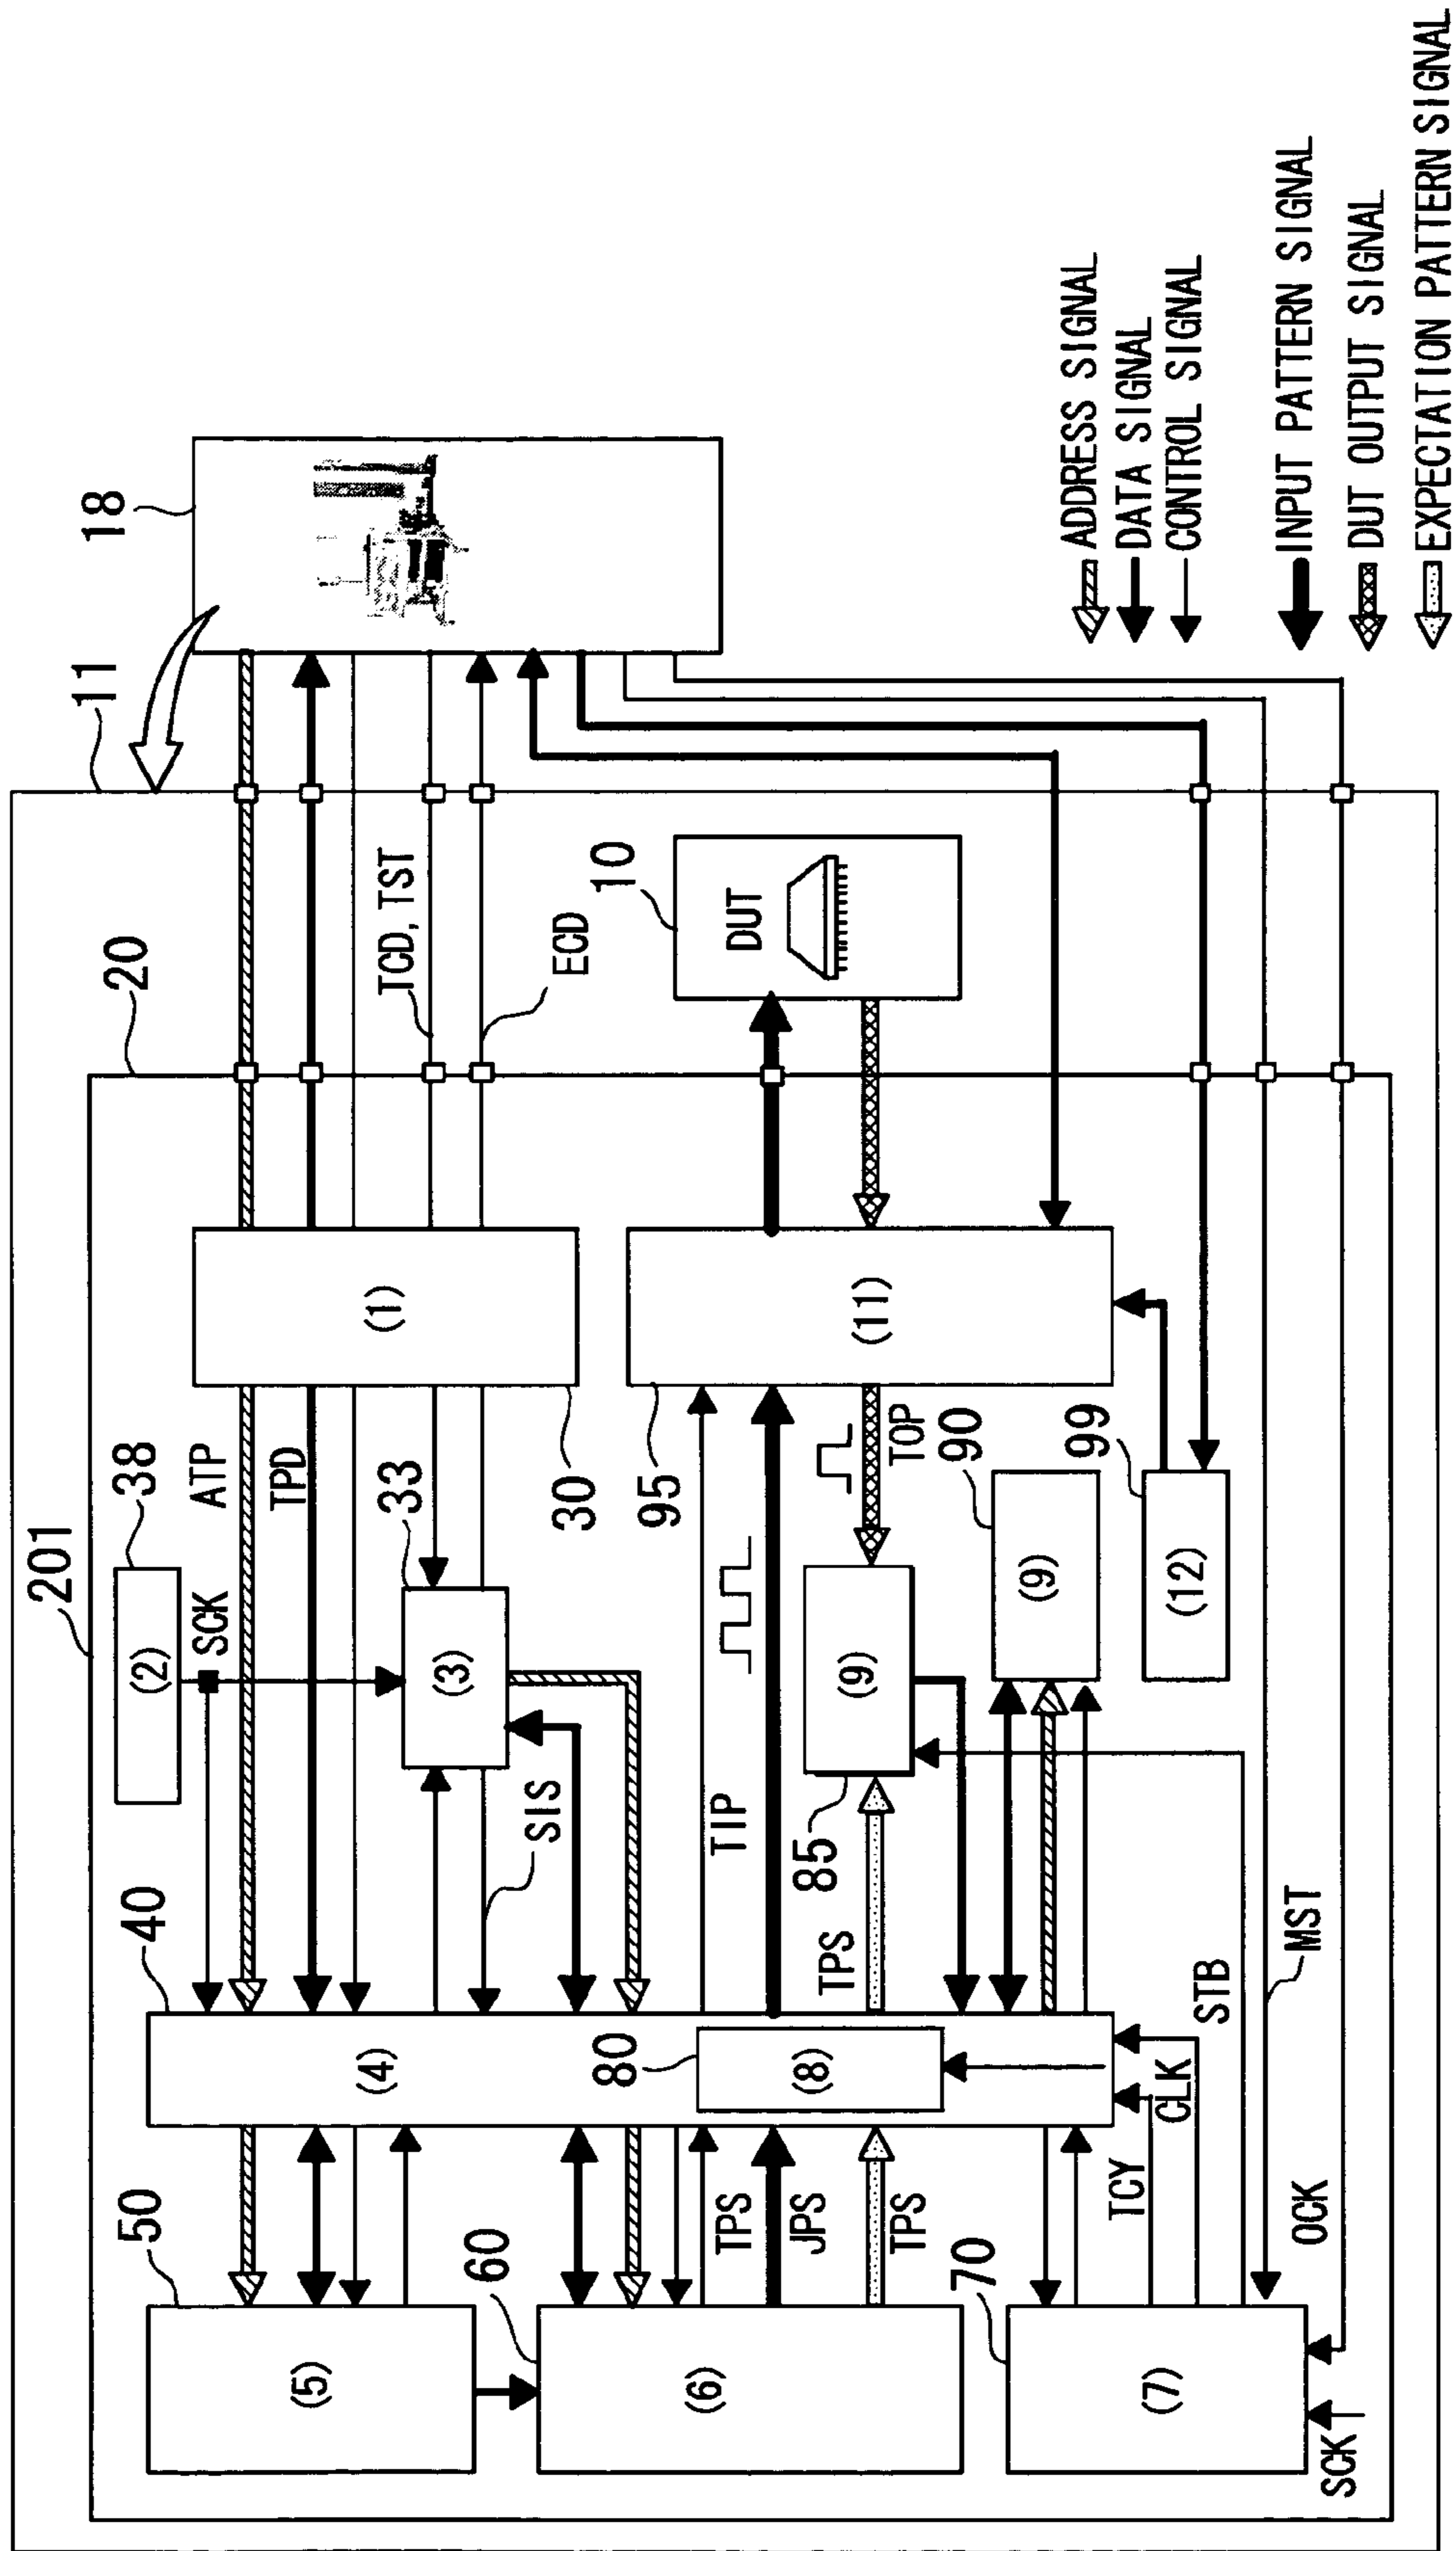 201
20
11
18
38
(2)
SCK
ATP
TPD
33
(3)
SIS
30
(1)
TCD, TST
ECD
10
DUT
40
(4)
80
(8)
50
(5)
60
(6)
TPS
JPS
TPS
70
(7)
SCK
TCY
CLK
STB
OCK
MST
TIP
TPS
85
(9)
TOP
90
(9)
95
(11)
99
(12)
ADDRESS SIGNAL
DATA SIGNAL
CONTROL SIGNAL
INPUT PATTERN SIGNAL
DUT OUTPUT SIGNAL
EXPECTATION PATTERN SIGNAL